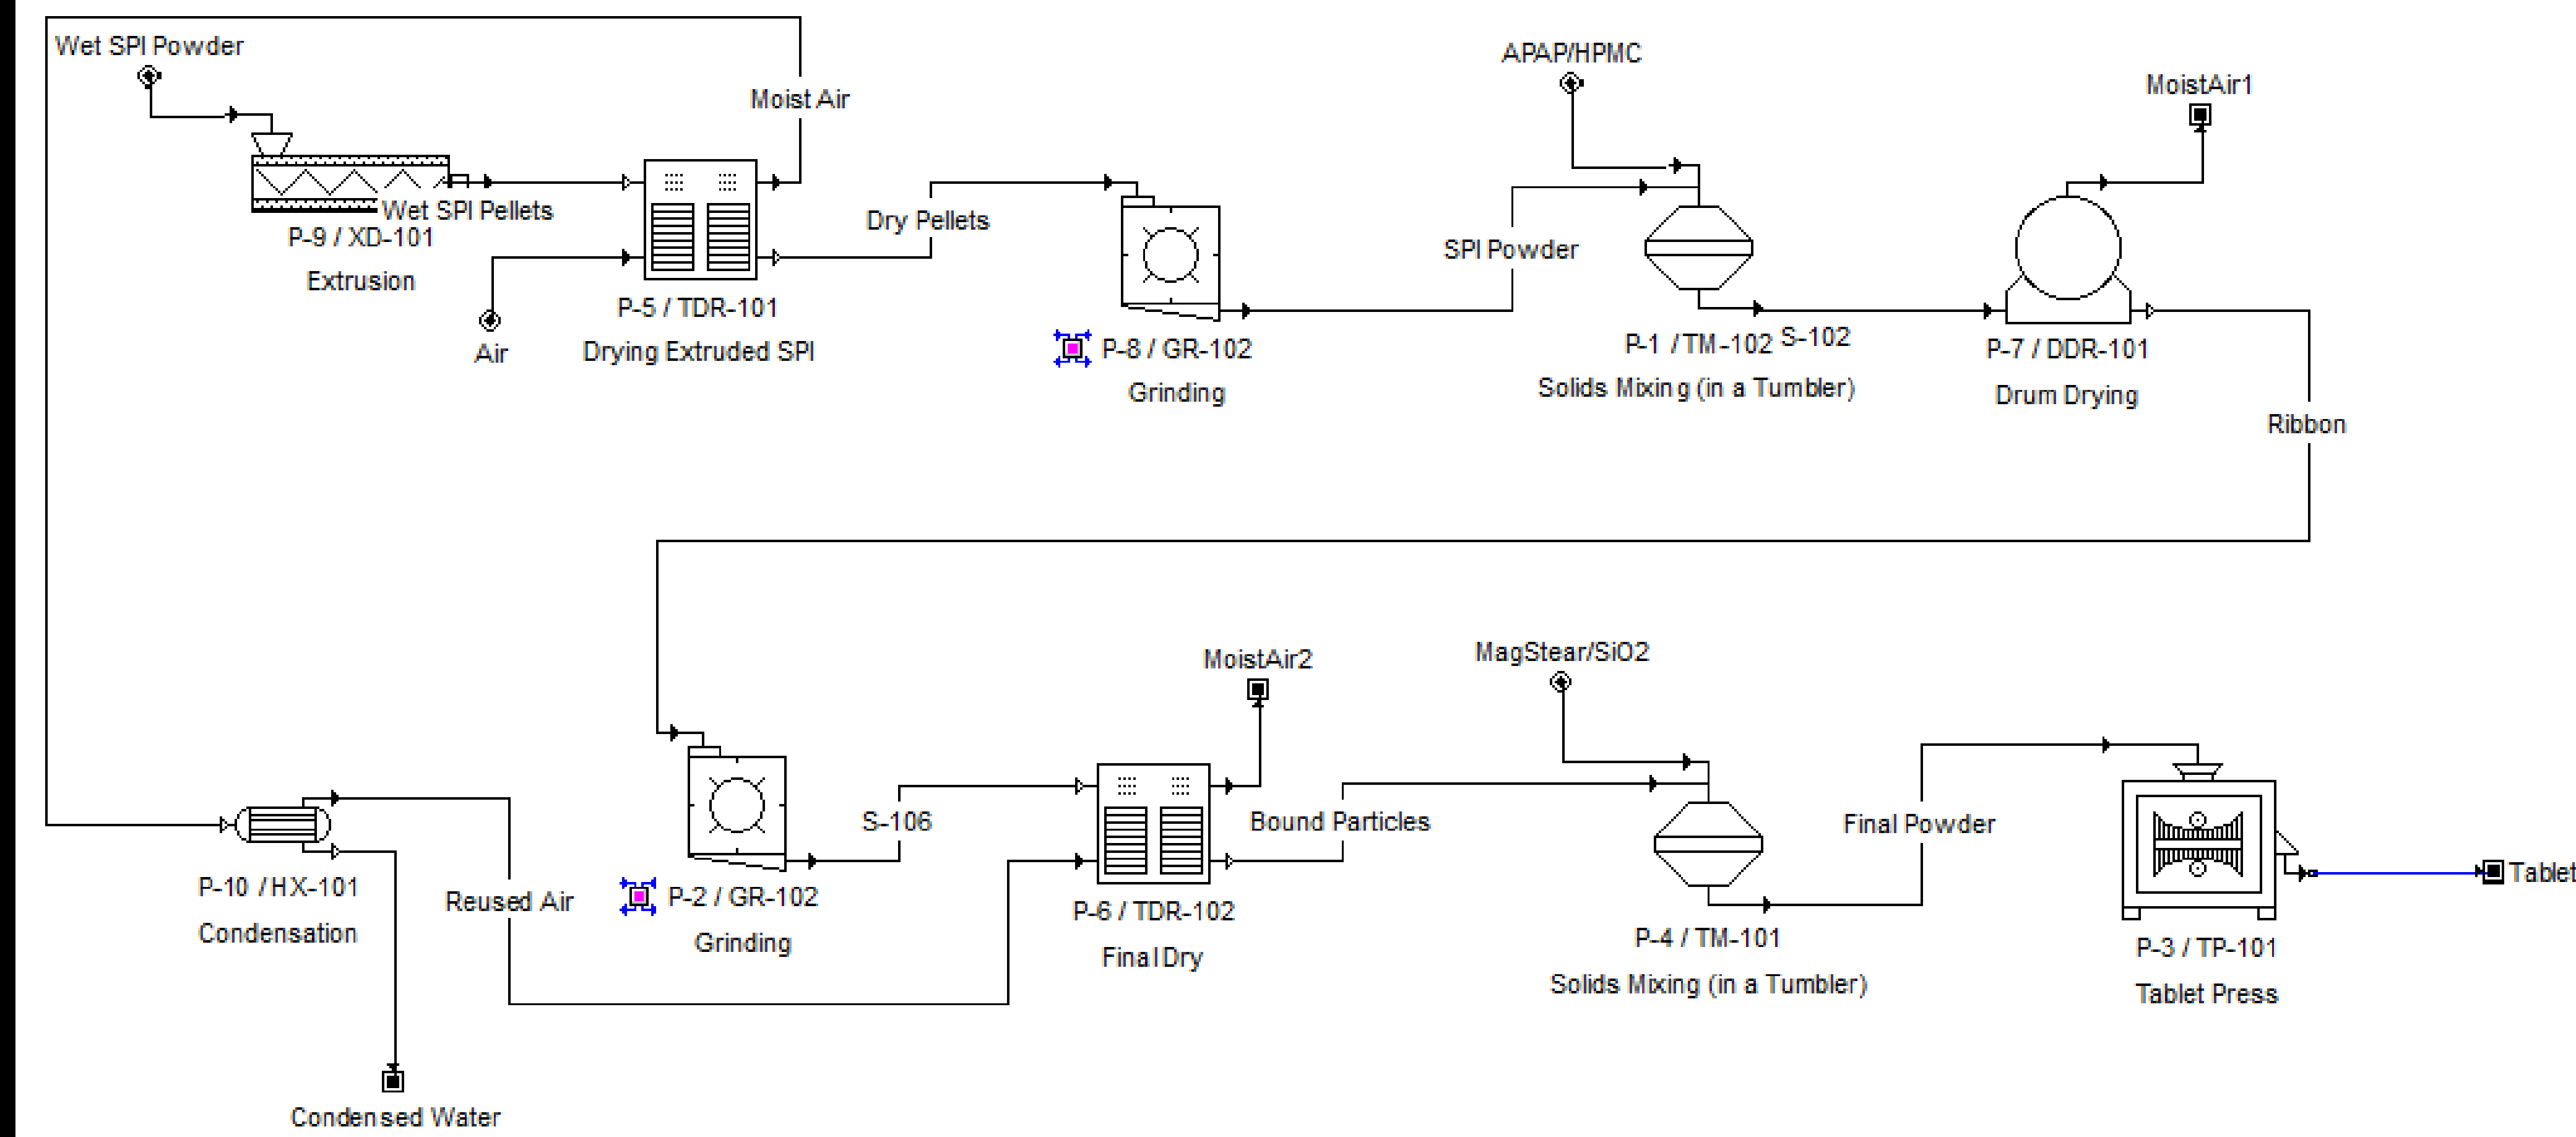 Wet SPI Powder
Moist Air
Wet SPI Pellets
P-9 / XD-101
Extrusion
Air
P-5 / TDR-101
Drying Extruded SPI
Dry Pellets
P-8 / GR-102
Grinding
SPI Powder
APAP/HPMC
P-1 / TM-102
S-102
Solids Mixing (in a Tumbler)
MoistAir1
P-7 / DDR-101
Drum Drying
Ribbon
P-10 / HX-101
Condensation
Condensed Water
Reused Air
P-2 / GR-102
Grinding
S-106
MoistAir2
P-6 / TDR-102
Final Dry
Bound Particles
MagStear/SiO2
P-4 / TM-101
Solids Mixing (in a Tumbler)
Final Powder
P-3 / TP-101
Tablet Press
Tablet